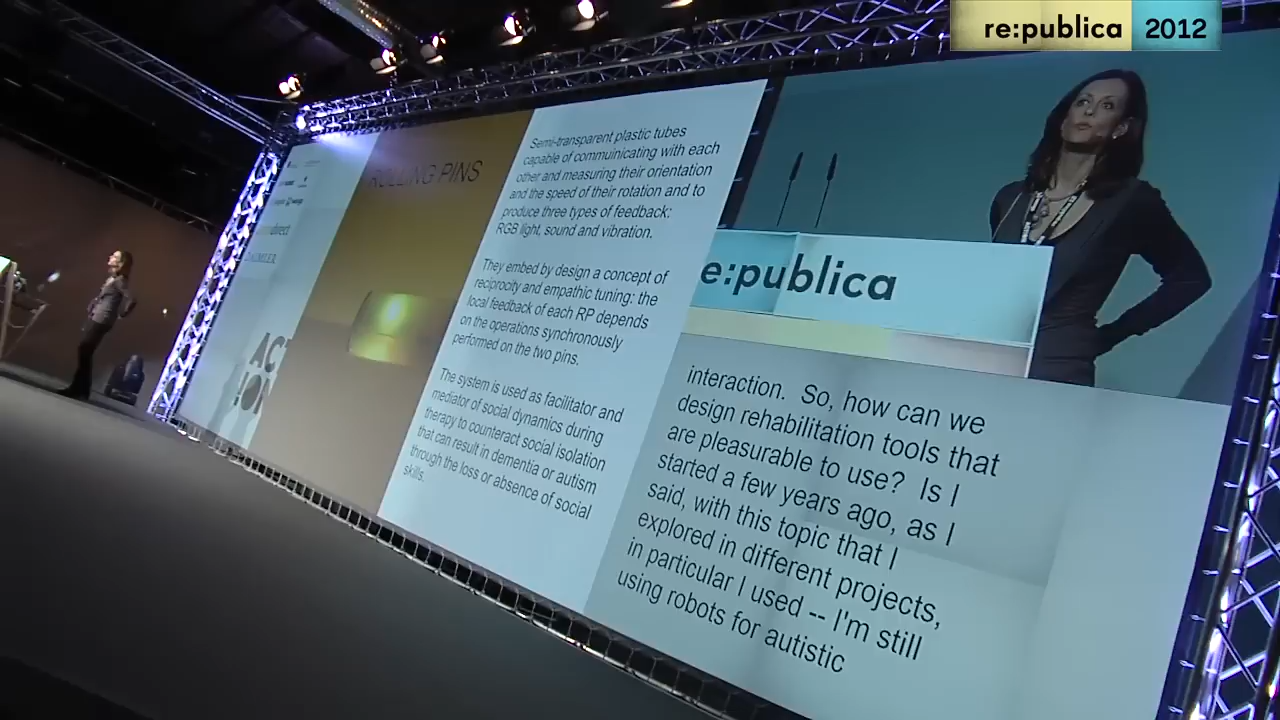 re:publica 2012
ROLLING PINS
Semi-transparent plastic tubes
capable of commuinicating with each
other and measuring their orientation
and the speed of their rotation and to
produce three types of feedback:
RGB light, sound and vibration.
They embed by design a concept of
reciprocity and empathic tuning: the
local feedback of each RP depends
on the operations synchronously
performed on the two pins.
The system is used as facilitator and
mediator of social dynamics during
therapy to counteract social isolation
that can result in dementia or autism
through the loss or absence of social
skills.
e:publica
interaction. So, how can we
design rehabilitation tools that
are pleasurable to use? Is I
started a few years ago, as I
said, with this topic that I
explored in different projects,
in particular I used -- I'm still
using robots for autistic
direct
ACT
ION